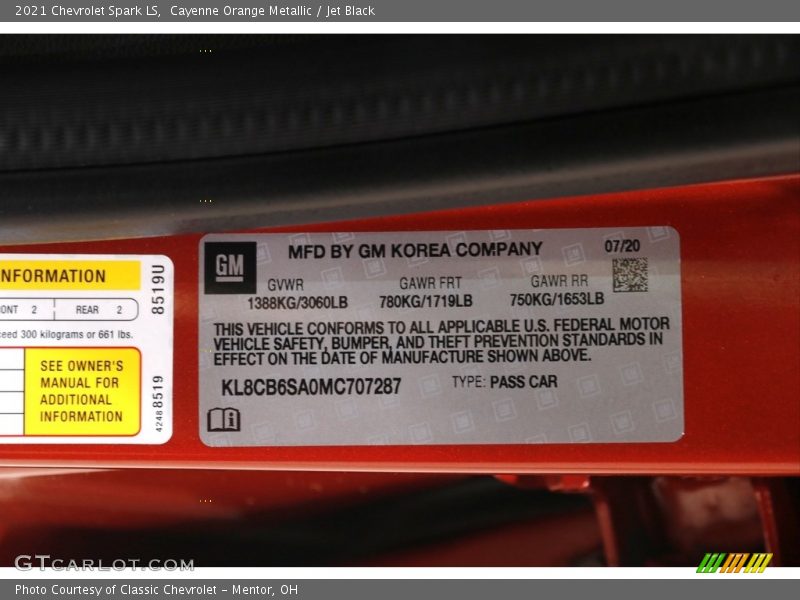 2021 Chevrolet Spark LS, Cayenne Orange Metallic / Jet Black
NFORMATION
ONT 2 REAR 2
ceed 300 kilograms or 661 lbs.
SEE OWNER'S
MANUAL FOR
ADDITIONAL
INFORMATION
8519U
42488519
GM
MFD BY GM KOREA COMPANY 07/20
GVWR GAWR FRT GAWR RR
1388KG/3060LB 780KG/1719LB 750KG/1653LB
THIS VEHICLE CONFORMS TO ALL APPLICABLE U.S. FEDERAL MOTOR
VEHICLE SAFETY, BUMPER, AND THEFT PREVENTION STANDARDS IN
EFFECT ON THE DATE OF MANUFACTURE SHOWN ABOVE.
KL8CB6SA0MC707287 TYPE: PASS CAR
GTCARLOT.COM
Photo Courtesy of Classic Chevrolet - Mentor, OH